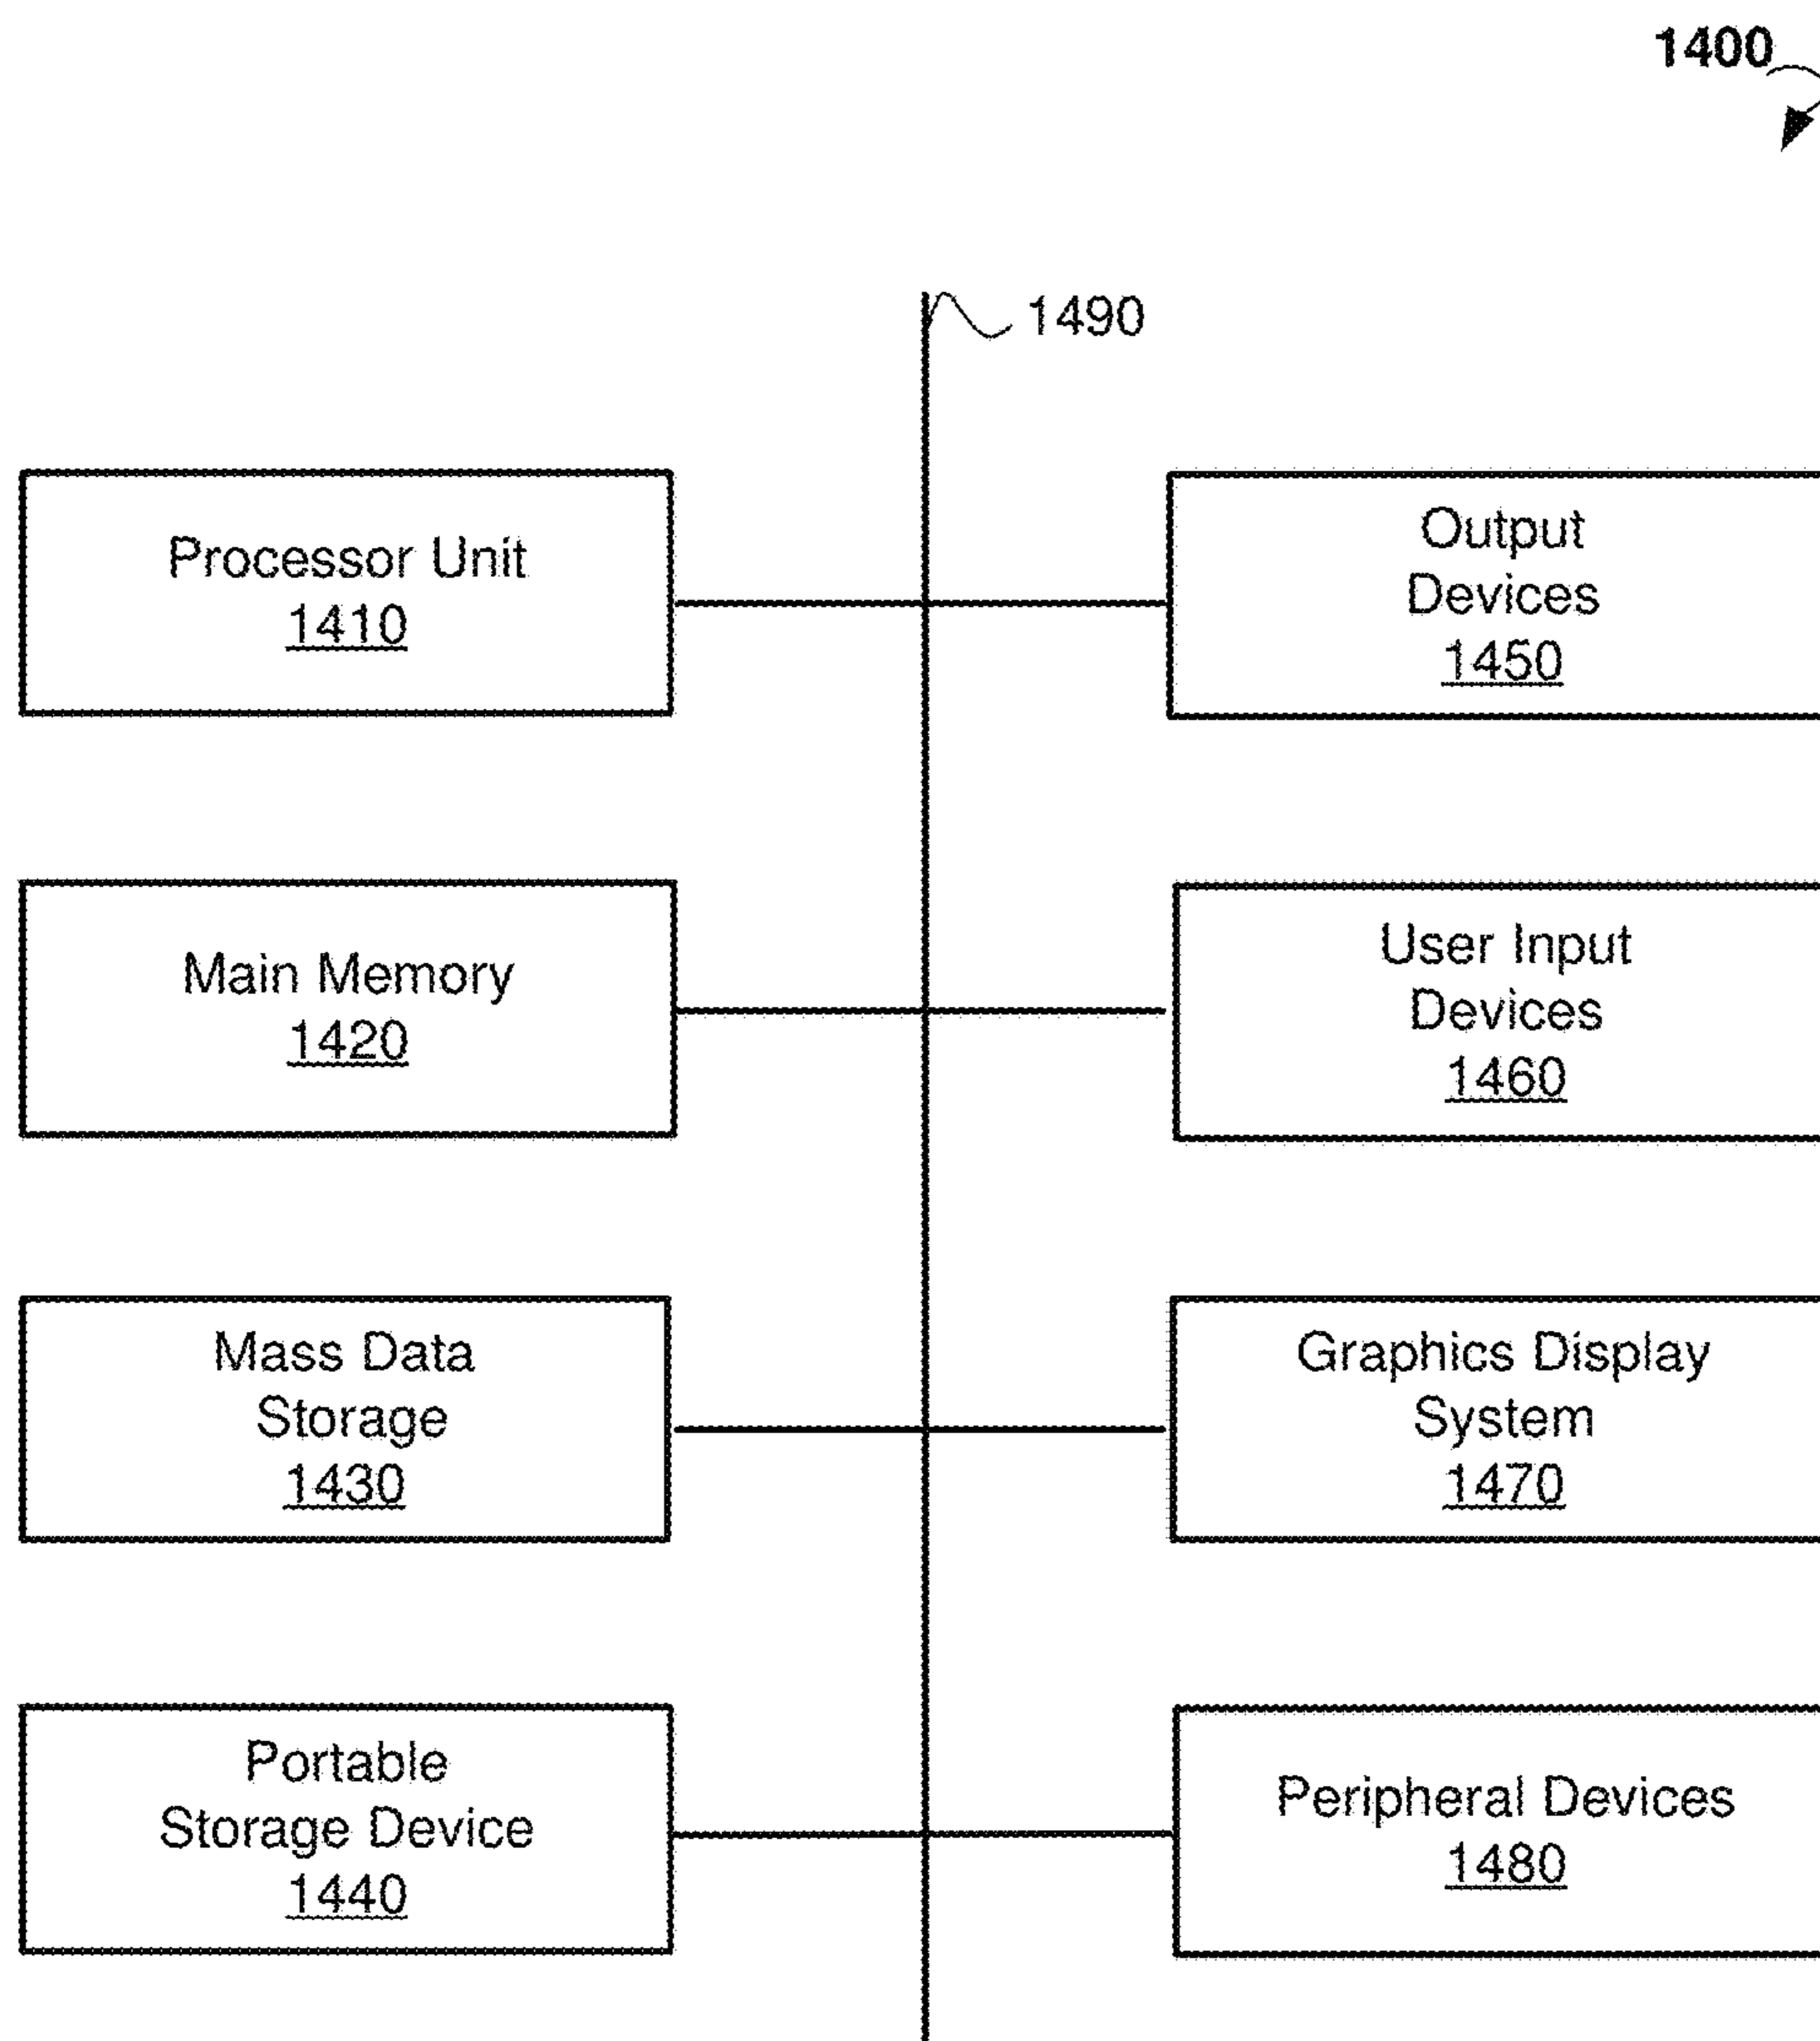 1400
1490
Processor Unit
1410
Output
Devices
1450
Main Memory
1420
User Input
Devices
1460
Mass Data
Storage
1430
Graphics Display
System
1470
Portable
Storage Device
1440
Peripheral Devices
1480